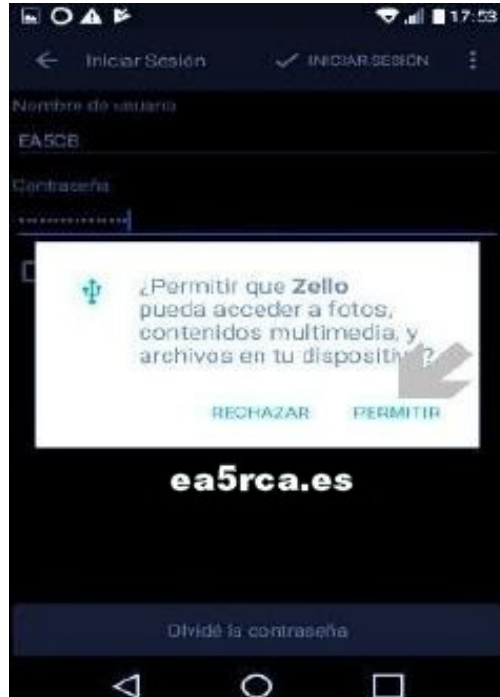 17:53
Iniciar Sesión
INICIAR SESIÓN
Nombre de usuario
EA5CB
Contraseña
¿Permitir que Zello
pueda acceder a fotos,
contenidos multimedia, y
archivos en tu dispositivo?
RECHAZAR PERMITIR
ea5rca.es
Olvidé la contraseña